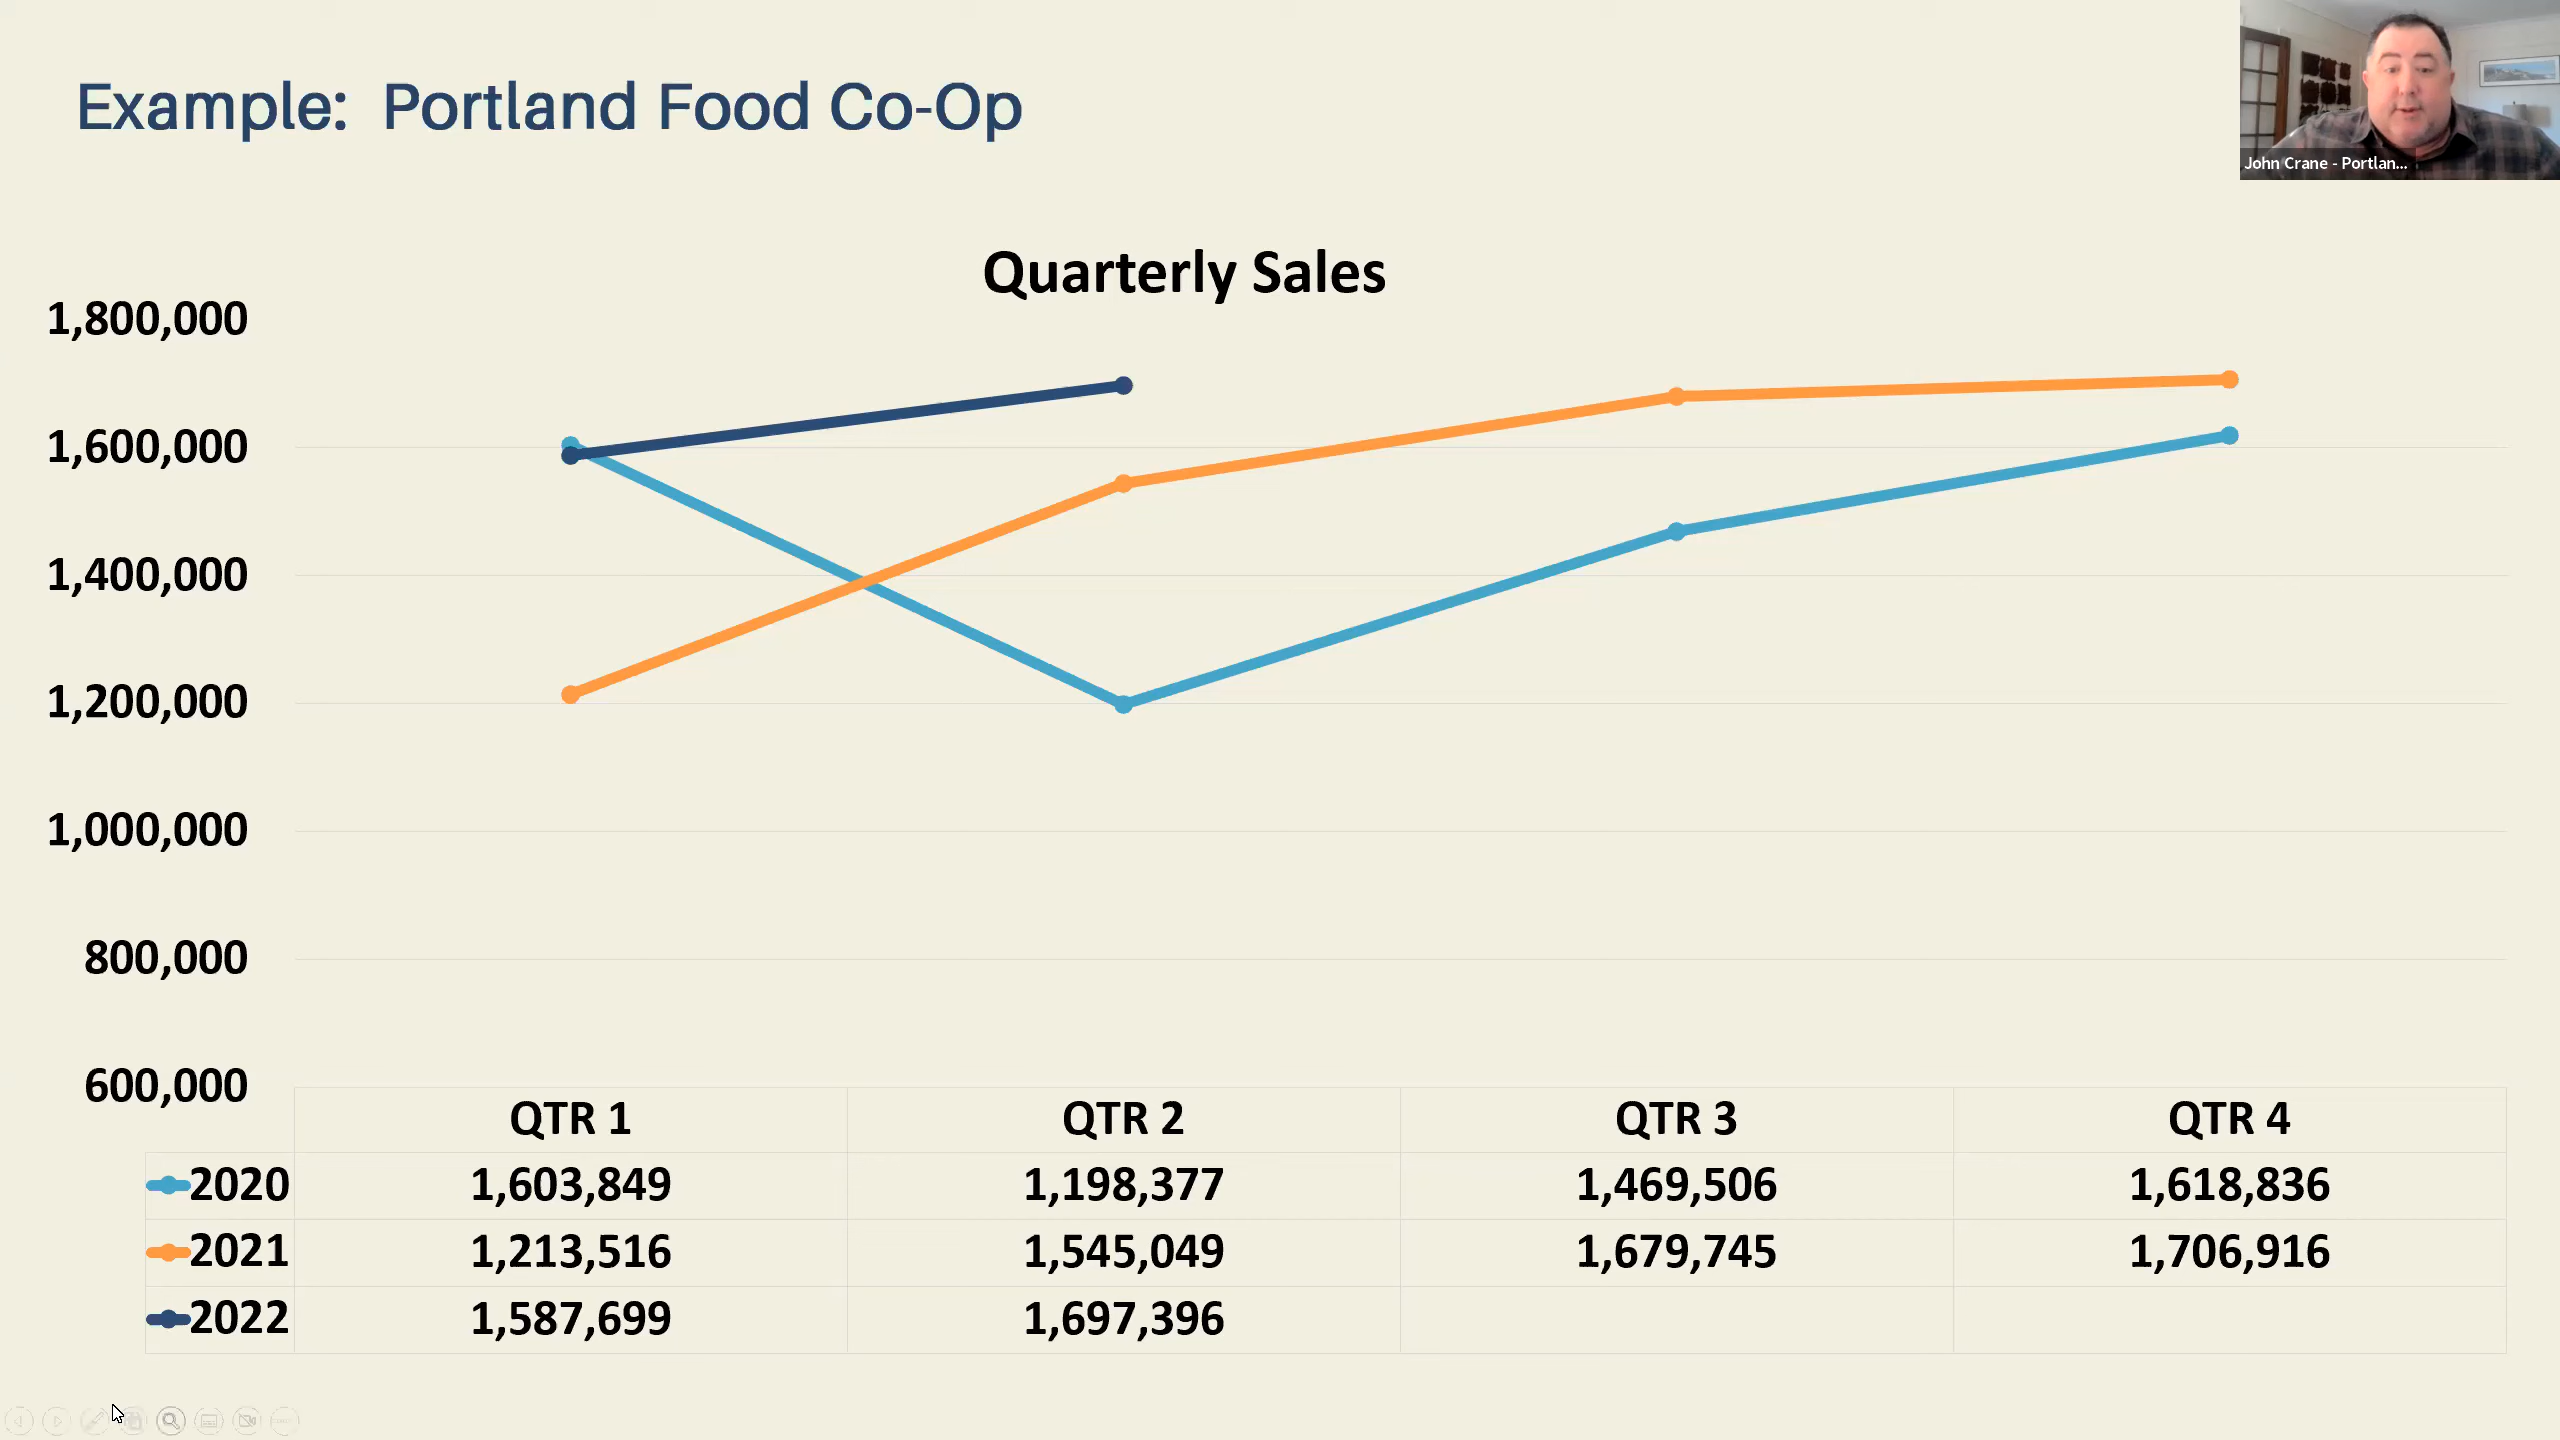 Example:  Portland Food Co-Op
John Crane - Portlan...
Quarterly Sales
1,800,000
1,600,000
1,400,000
1,200,000
1,000,000
800,000
600,000
QTR 1 QTR 2 QTR 3 QTR 4
2020 1,603,849 1,198,377 1,469,506 1,618,836
2021 1,213,516 1,545,049 1,679,745 1,706,916
2022 1,587,699 1,697,396